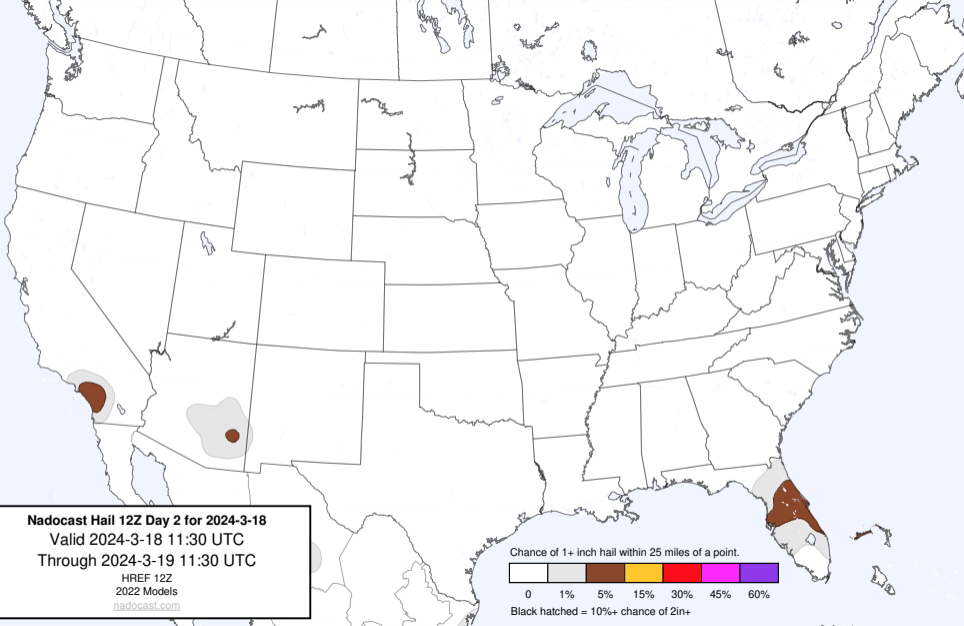 Nadocast Hail 12Z Day 2 for 2024-3-18
Valid 2024-3-18 11:30 UTC
Through 2024-3-19 11:30 UTC
HREF 12Z
2022 Models
nadocast.com
Chance of 1+ inch hail within 25 miles of a point.
0 1% 5% 15% 30% 45% 60%
Black hatched = 10%+ chance of 2in+